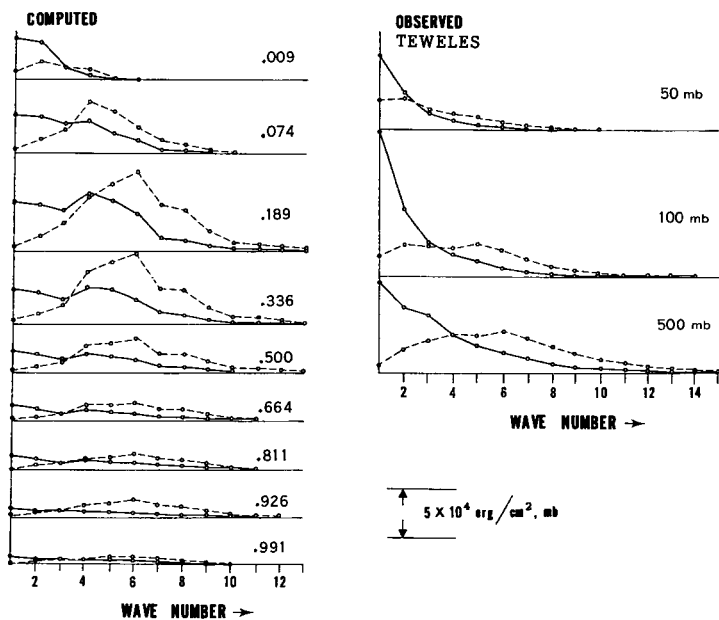 COMPUTED
.009
.074
.189
.336
.500
.664
.811
.926
.991
2 4 6 8 10 12
WAVE NUMBER →
OBSERVED
TEWELES
50 mb
100 mb
500 mb
2 4 6 8 10 12 14
WAVE NUMBER →
5 X 10⁴ erg/cm², mb